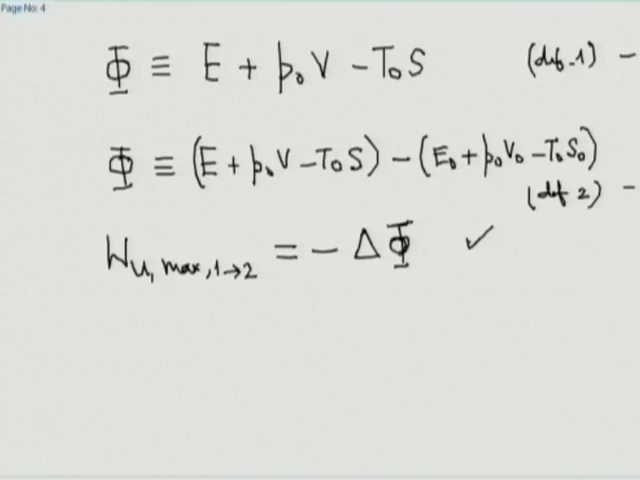 Page No: 4
Φ ≡ E + p₀V − T₀S (def. 1) −
Φ ≡ (E + p₀V − T₀S) − (E₀ + p₀V₀ − T₀S₀)
(def 2) −
W_{u, max, 1→2} = − ΔΦ ✓